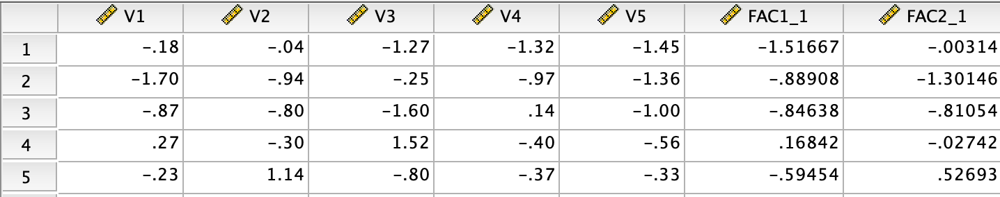 V1 V2 V3 V4 V5 FAC1_1 FAC2_1
1 -.18 -.04 -1.27 -1.32 -1.45 -1.51667 -.00314
2 -1.70 -.94 -.25 -.97 -1.36 -.88908 -1.30146
3 -.87 -.80 -1.60 .14 -1.00 -.84638 -.81054
4 .27 -.30 1.52 -.40 -.56 .16842 -.02742
5 -.23 1.14 -.80 -.37 -.33 -.59454 .52693